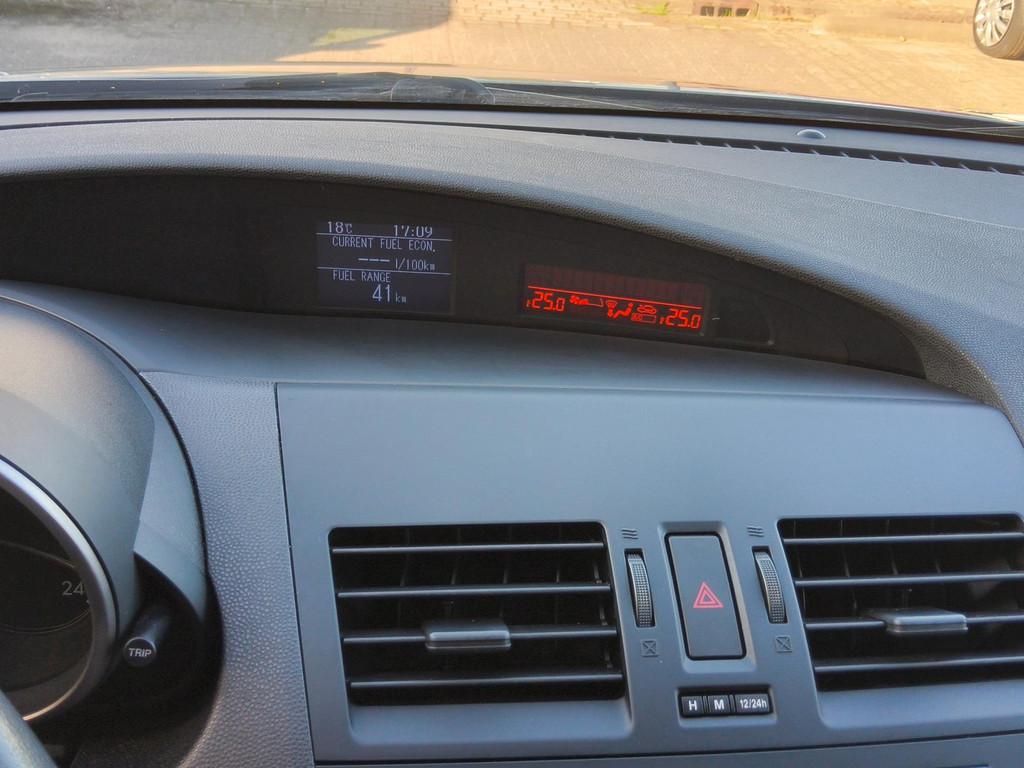 18°C 17:09
CURRENT FUEL ECON.
--- l/100km
FUEL RANGE
41 km
25.0 25.0
24
TRIP
H M 12/24h